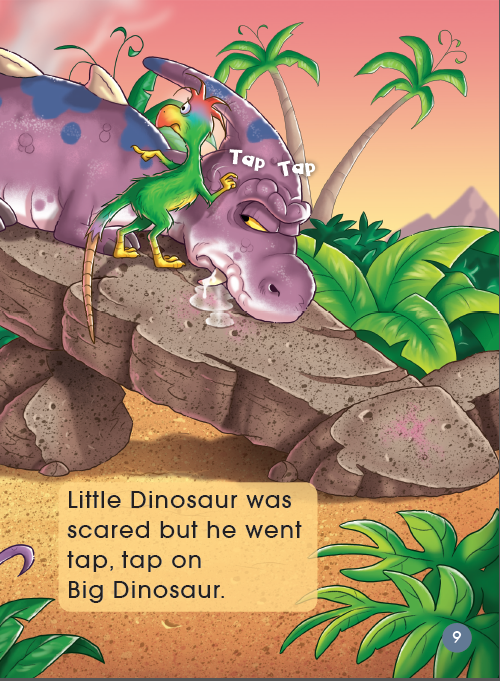 Tap Tap
Little Dinosaur was
scared but he went
tap, tap on
Big Dinosaur.
9